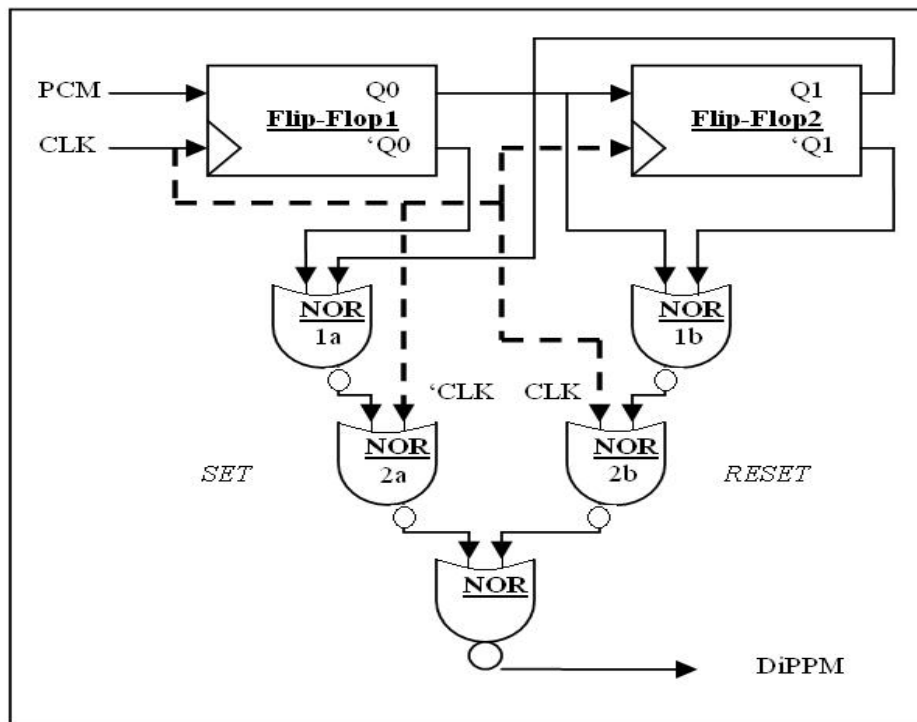 PCM
CLK
Q0
Flip-Flop1
‘Q0
Q1
Flip-Flop2
‘Q1
NOR
1a
NOR
1b
‘CLK
CLK
SET
NOR
2a
NOR
2b
RESET
NOR
DiPPM